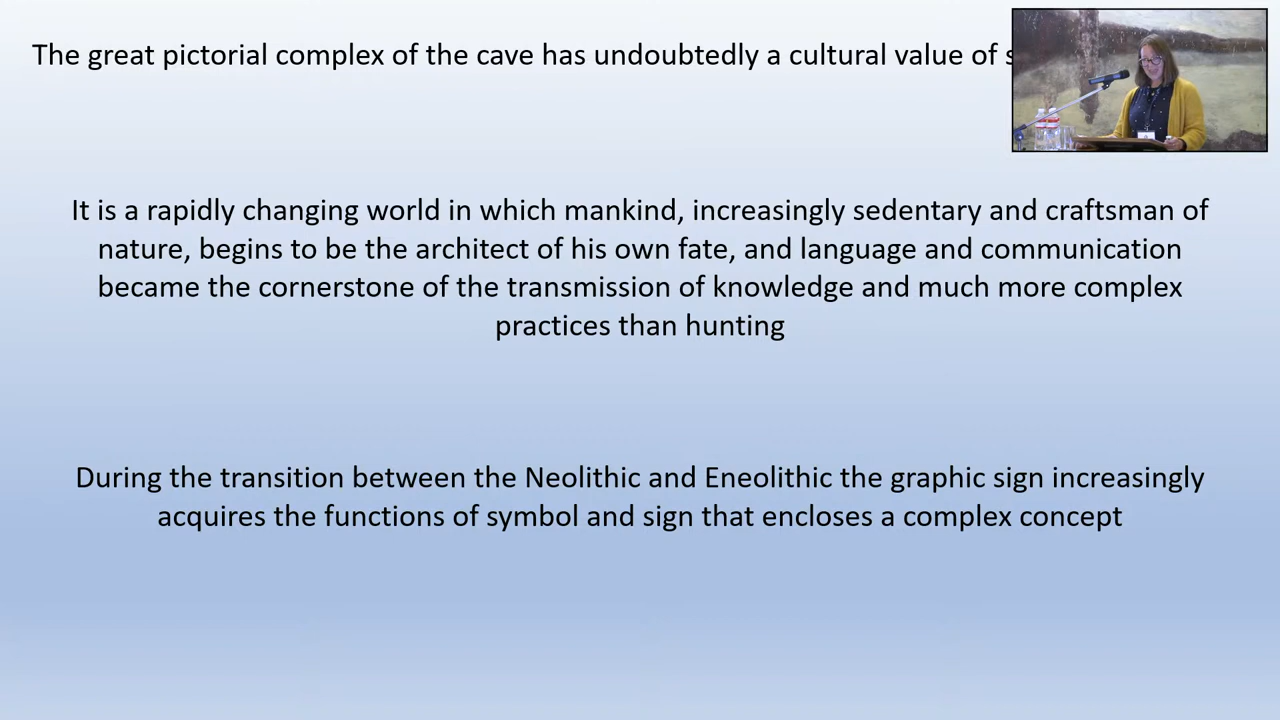 The great pictorial complex of the cave has undoubtedly a cultural value of
It is a rapidly changing world in which mankind, increasingly sedentary and craftsman of
nature, begins to be the architect of his own fate, and language and communication
became the cornerstone of the transmission of knowledge and much more complex
practices than hunting
During the transition between the Neolithic and Eneolithic the graphic sign increasingly
acquires the functions of symbol and sign that encloses a complex concept